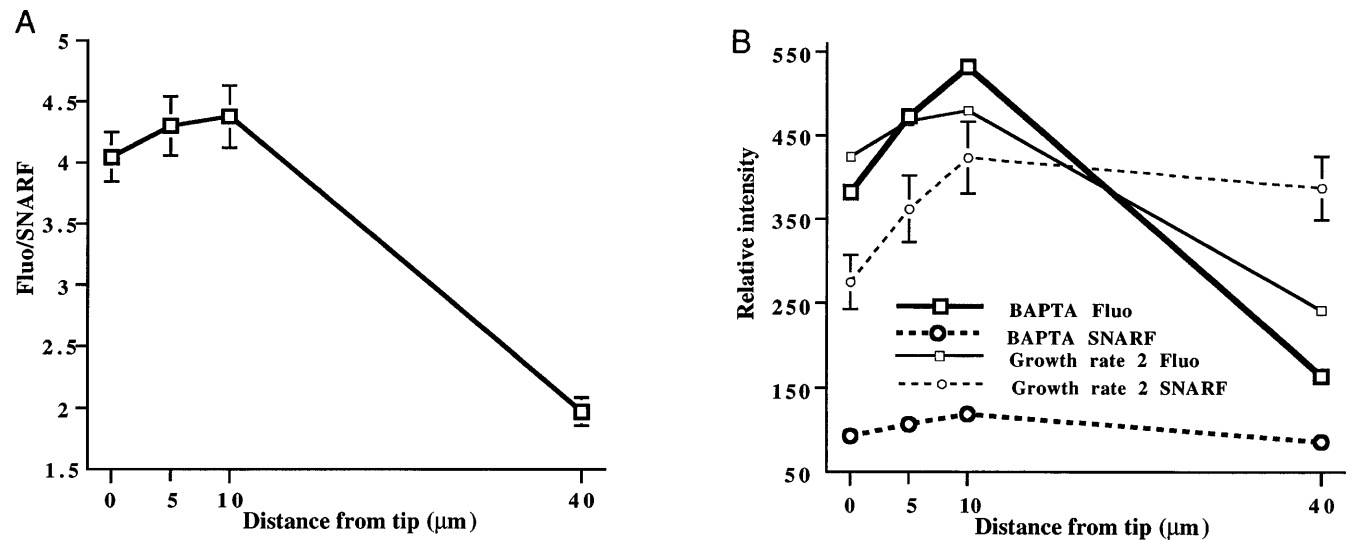 A
5
4.5
4
3.5
3
2.5
2
1.5
Fluo/SNARF
0 5 10 40
Distance from tip (μm)
B
550
450
350
250
150
50
Relative intensity
BAPTA Fluo
BAPTA SNARF
Growth rate 2 Fluo
Growth rate 2 SNARF
0 5 10 40
Distance from tip (μm)